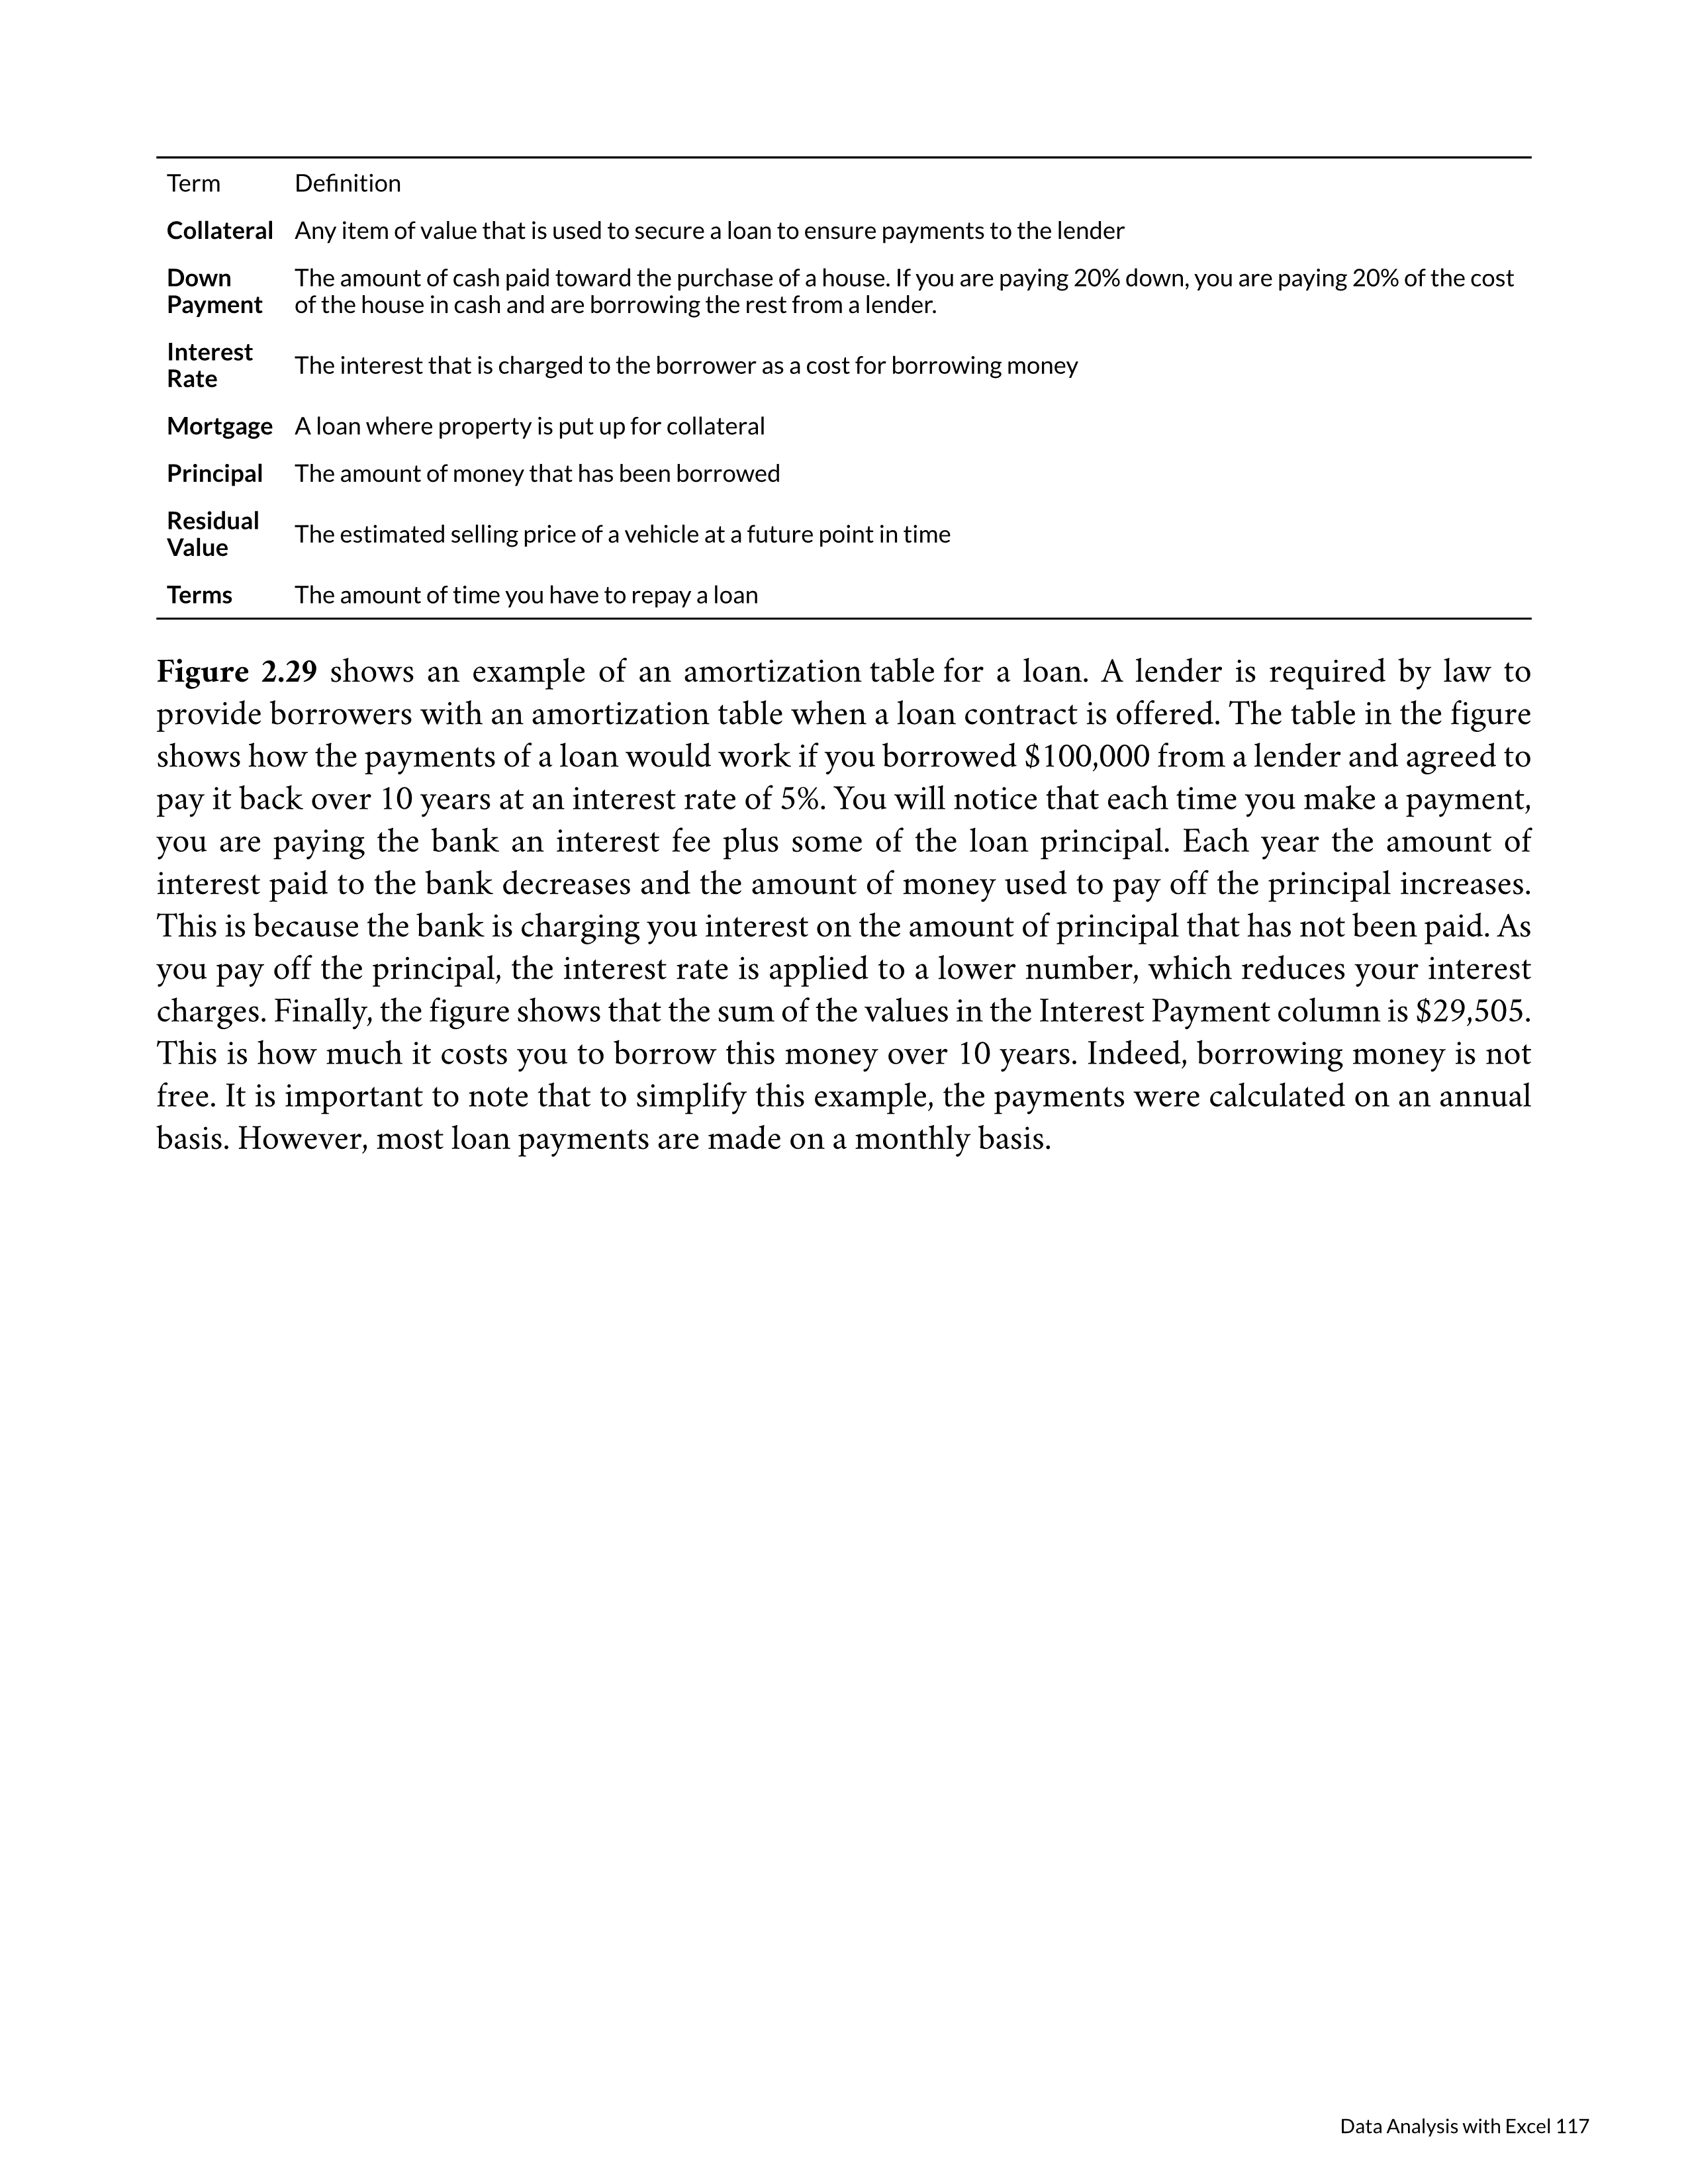 Term Definition
Collateral Any item of value that is used to secure a loan to ensure payments to the lender
Down Payment The amount of cash paid toward the purchase of a house. If you are paying 20% down, you are paying 20% of the cost
of the house in cash and are borrowing the rest from a lender.
Interest Rate The interest that is charged to the borrower as a cost for borrowing money
Mortgage A loan where property is put up for collateral
Principal The amount of money that has been borrowed
Residual Value The estimated selling price of a vehicle at a future point in time
Terms The amount of time you have to repay a loan
Figure 2.29 shows an example of an amortization table for a loan. A lender is required by law to
provide borrowers with an amortization table when a loan contract is offered. The table in the figure
shows how the payments of a loan would work if you borrowed $100,000 from a lender and agreed to
pay it back over 10 years at an interest rate of 5%. You will notice that each time you make a payment,
you are paying the bank an interest fee plus some of the loan principal. Each year the amount of
interest paid to the bank decreases and the amount of money used to pay off the principal increases.
This is because the bank is charging you interest on the amount of principal that has not been paid. As
you pay off the principal, the interest rate is applied to a lower number, which reduces your interest
charges. Finally, the figure shows that the sum of the values in the Interest Payment column is $29,505.
This is how much it costs you to borrow this money over 10 years. Indeed, borrowing money is not
free. It is important to note that to simplify this example, the payments were calculated on an annual
basis. However, most loan payments are made on a monthly basis.
Data Analysis with Excel 117